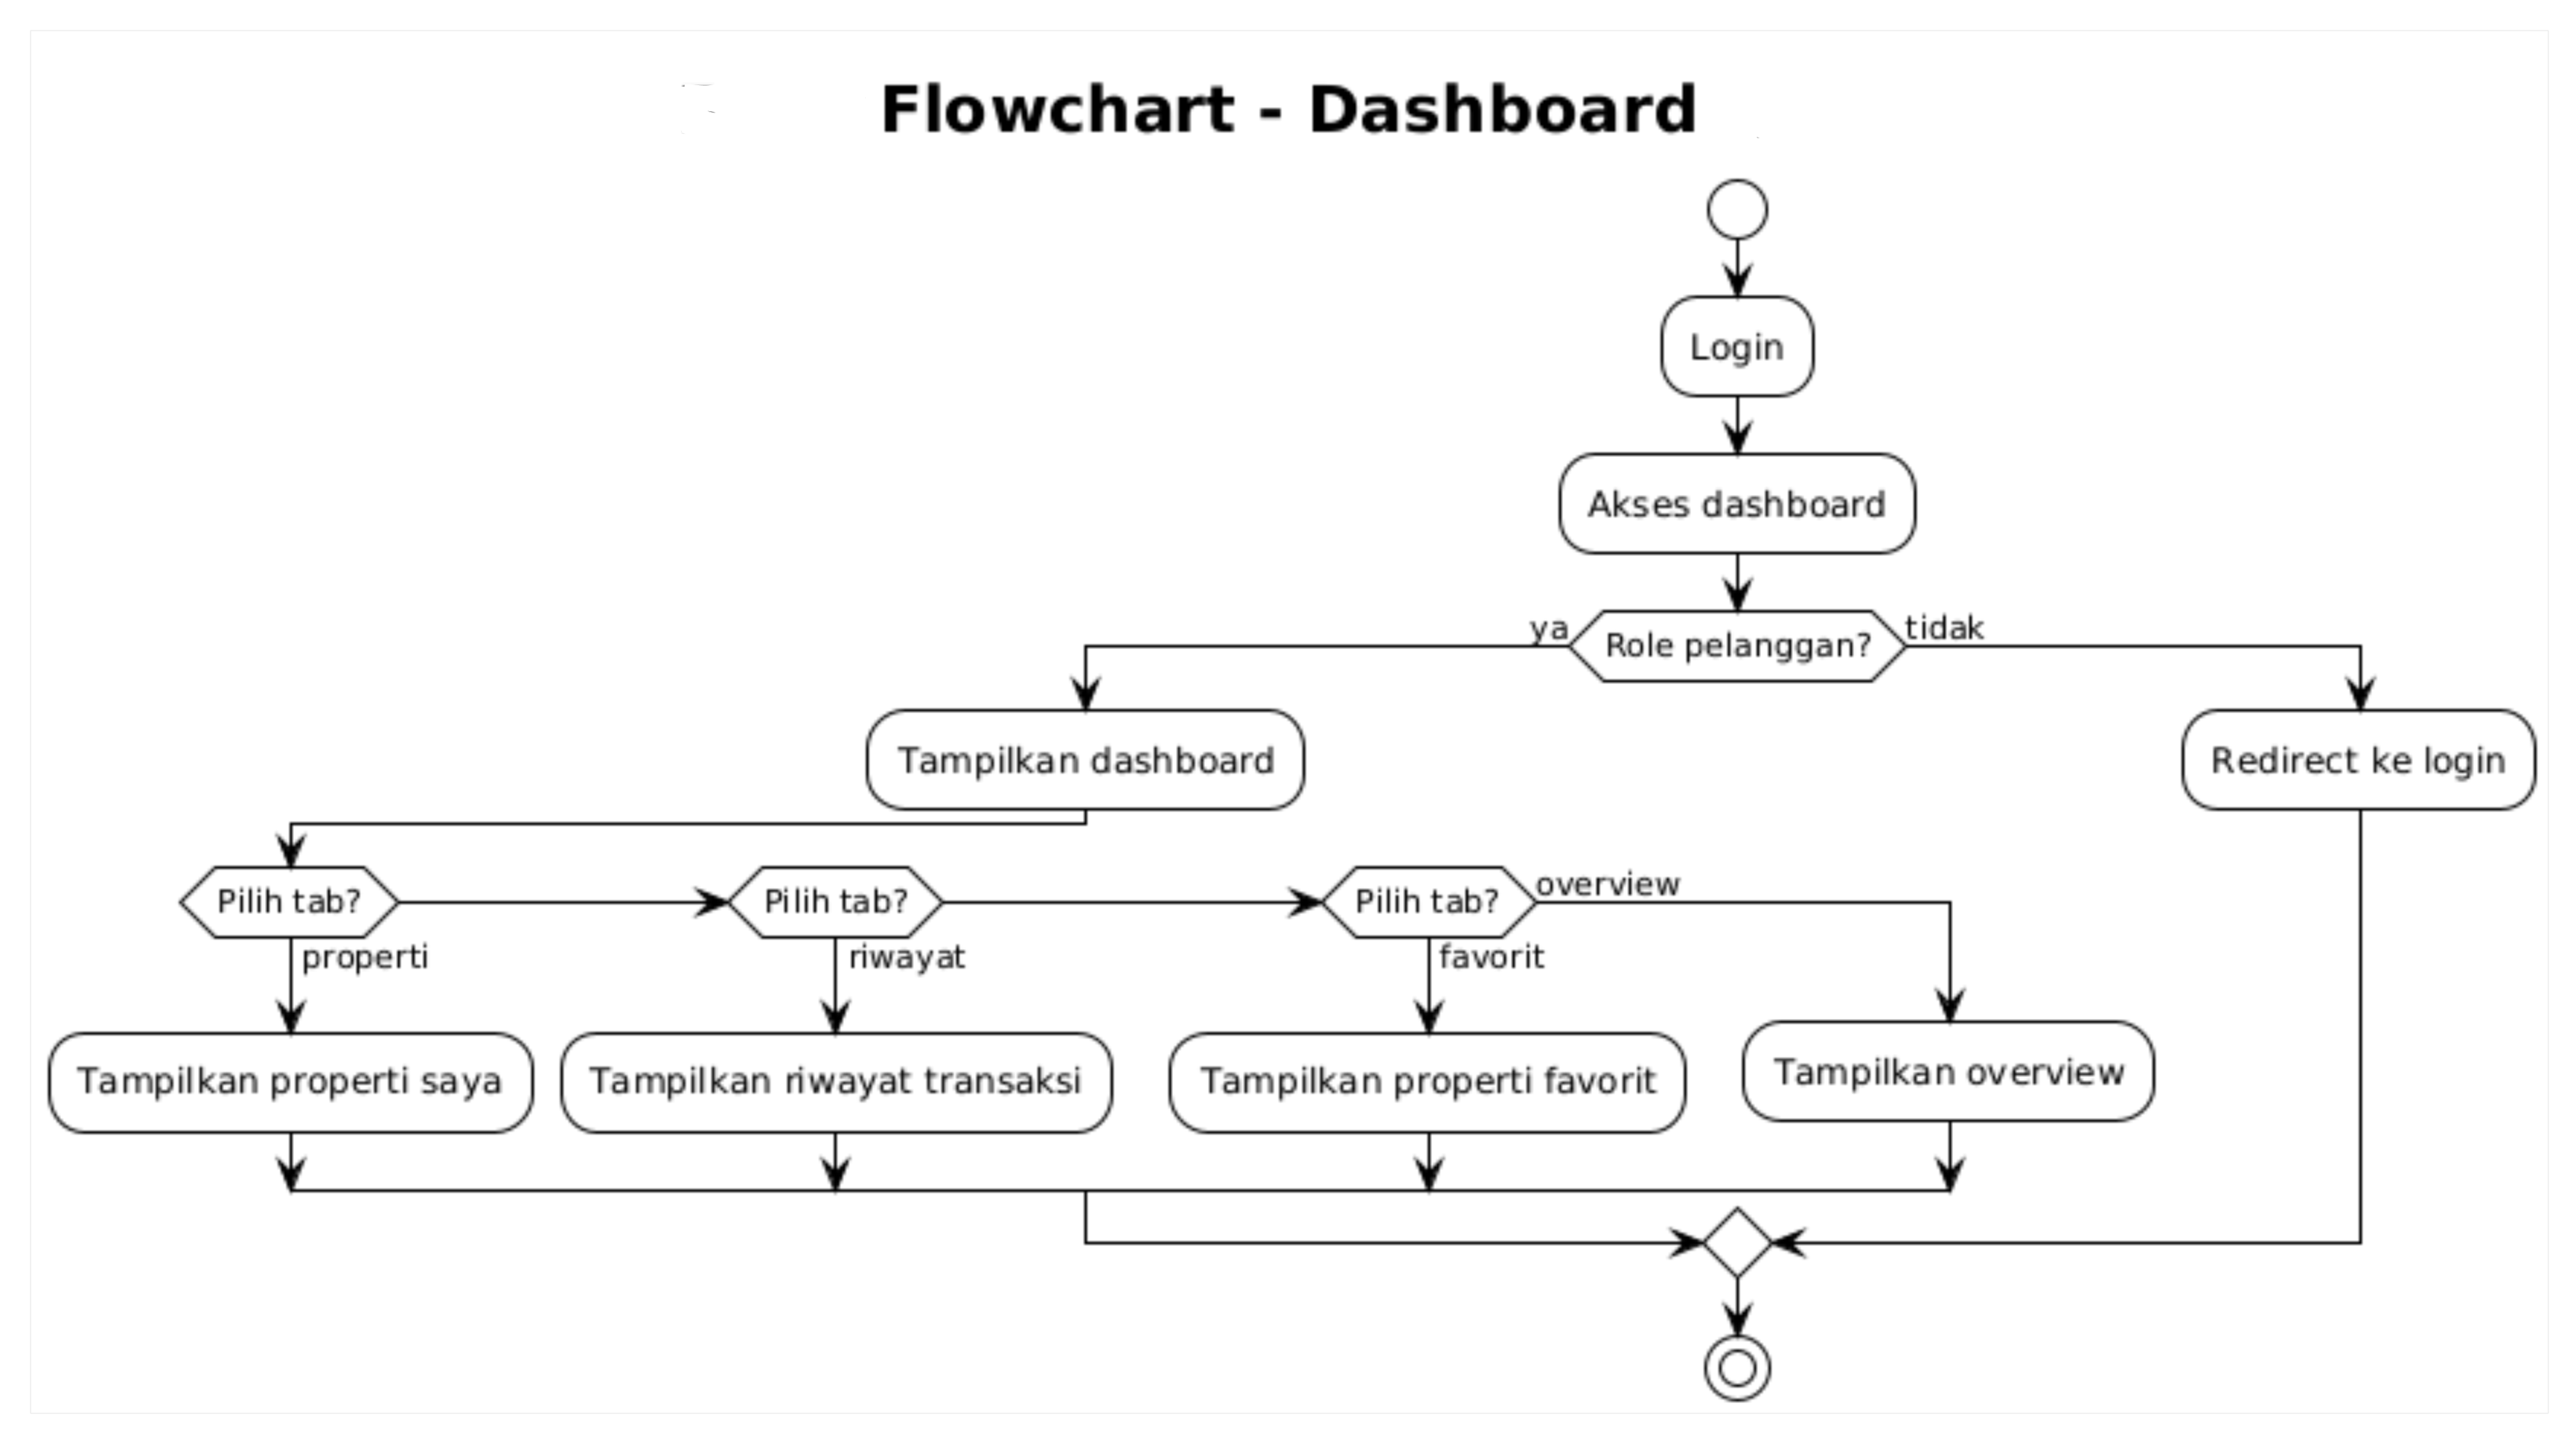 Flowchart - Dashboard
Login
Akses dashboard
ya
Role pelanggan?
tidak
Tampilkan dashboard
Redirect ke login
Pilih tab?
Pilih tab?
Pilih tab?
overview
properti
riwayat
favorit
Tampilkan properti saya
Tampilkan riwayat transaksi
Tampilkan properti favorit
Tampilkan overview